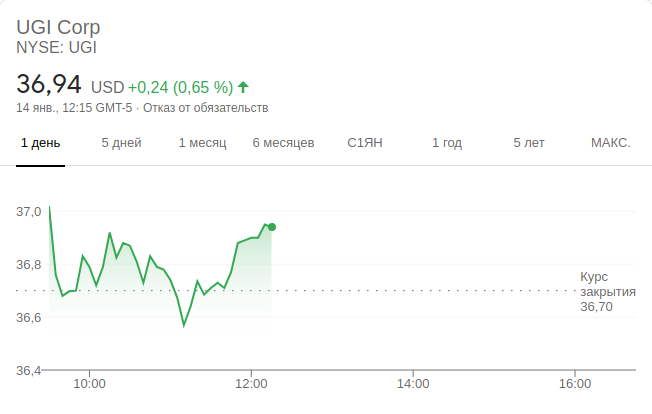 UGI Corp
NYSE: UGI
36,94 USD +0,24 (0,65 %)
14 янв., 12:15 GMT-5 · Отказ от обязательств
1 день 5 дней 1 месяц 6 месяцев С1ЯН 1 год 5 лет МАКС.
37,0
36,8
Курс
закрытия
36,70
36,6
36,4
10:00 12:00 14:00 16:00